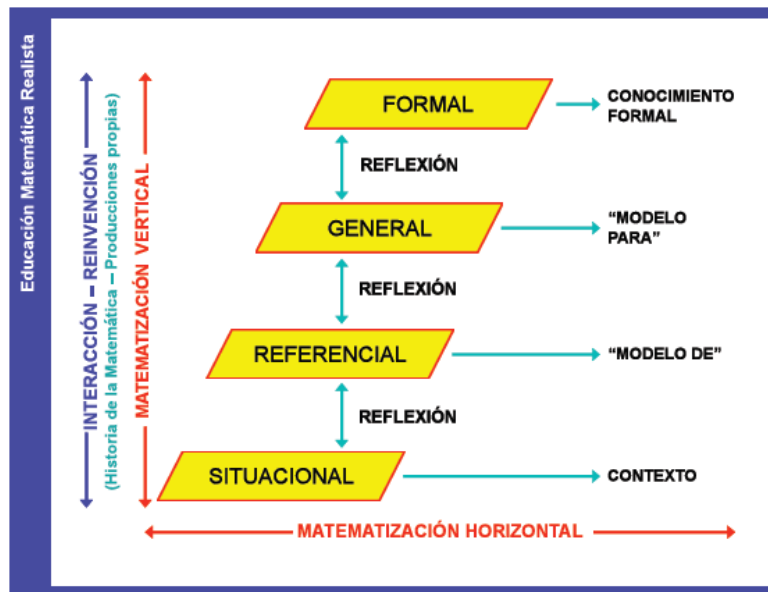 Educación Matemática Realista
INTERACCIÓN – REINVENCIÓN
(Historia de la Matemática – Producciones propias)
MATEMATIZACIÓN VERTICAL
FORMAL
CONOCIMIENTO
FORMAL
REFLEXIÓN
GENERAL
“MODELO
PARA”
REFLEXIÓN
REFERENCIAL
“MODELO DE”
REFLEXIÓN
SITUACIONAL
CONTEXTO
MATEMATIZACIÓN HORIZONTAL